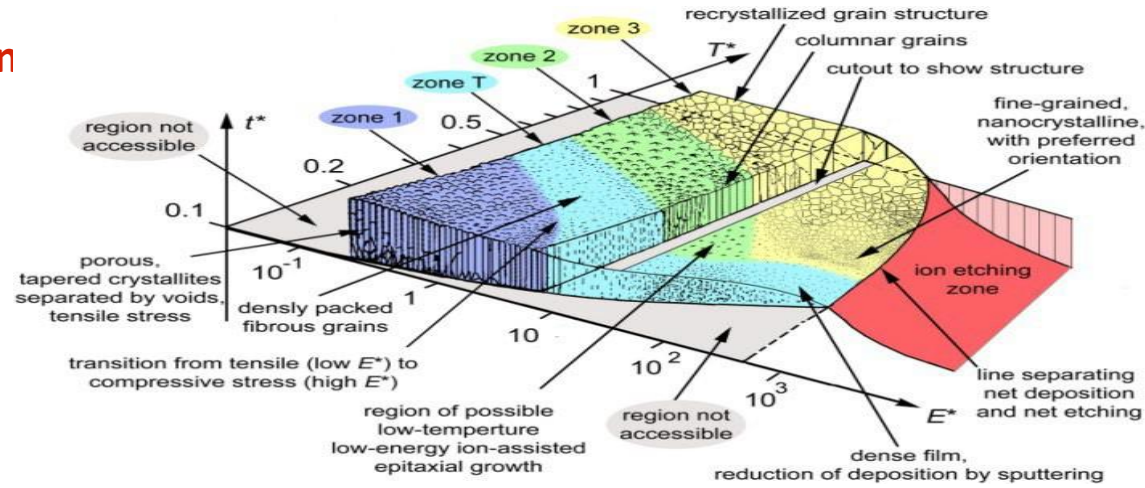 recrystallized grain structure
columnar grains
cutout to show structure
fine-grained,
nanocrystalline,
with preferred
orientation
zone 3
zone 2
zone T
zone 1
T*
1
0.5
0.2
0.1
t*
region not
accessible
porous,
tapered crystallites
separated by voids,
tensile stress
10-1
1
10
102
103
E*
densly packed
fibrous grains
transition from tensile (low E*) to
compressive stress (high E*)
region of possible
low-temperture
low-energy ion-assisted
epitaxial growth
region not
accessible
ion etching
zone
line separating
net deposition
and net etching
dense film,
reduction of deposition by sputtering